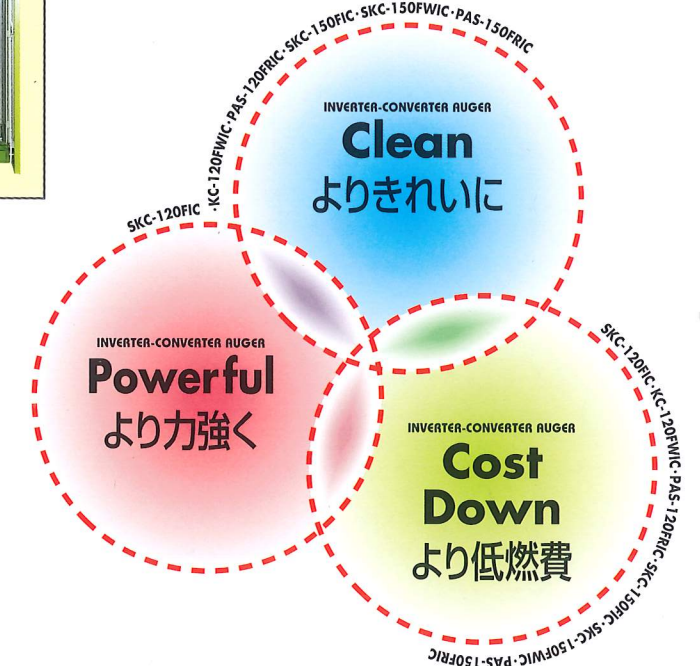 SKC-120FIC ·KC-120FWIC·PAS-120FRIC·SKC-150FIC·SKC-150FWIC·PAS-150FRIC
INVERTER-CONVERTER AUGER
Clean
よりきれいに
INVERTER-CONVERTER AUGER
Powerful
より力強く
INVERTER-CONVERTER AUGER
Cost
Down
より低燃費
SKC-120FIC·KC-120FWIC·PAS-120FRIC·SKC-150FIC·SKC-150FWIC·PAS-150FRIC